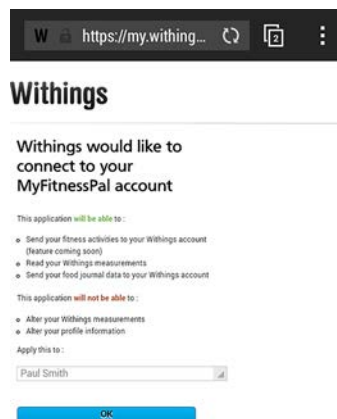 W https://my.withing... 2
Withings
Withings would like to
connect to your
MyFitnessPal account
This application will be able to :
Send your fitness activities to your Withings account
(feature coming soon)
Read your Withings measurements
Send your food journal data to your Withings account
This application will not be able to :
Alter your Withings measurements
Alter your profile information
Apply this to :
Paul Smith
OK